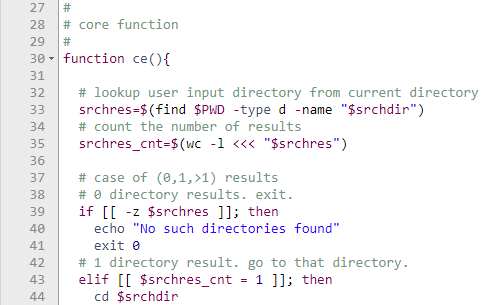 27 #
28 # core function
29 #
30 function ce(){
31
32 # lookup user input directory from current directory
33 srchres=$(find $PWD -type d -name "$srchdir")
34 # count the number of results
35 srchres_cnt=$(wc -l <<< "$srchres")
36
37 # case of (0,1,>1) results
38 # 0 directory results. exit.
39 if [[ -z $srchres ]]; then
40 echo "No such directories found"
41 exit 0
42 # 1 directory result. go to that directory.
43 elif [[ $srchres_cnt = 1 ]]; then
44 cd $srchdir